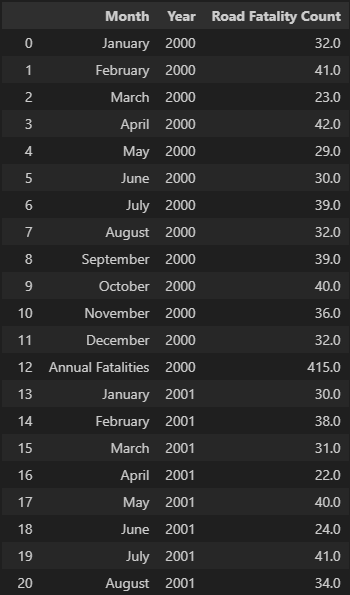 Month Year Road Fatality Count
0 January 2000 32.0
1 February 2000 41.0
2 March 2000 23.0
3 April 2000 42.0
4 May 2000 29.0
5 June 2000 30.0
6 July 2000 39.0
7 August 2000 32.0
8 September 2000 39.0
9 October 2000 40.0
10 November 2000 36.0
11 December 2000 32.0
12 Annual Fatalities 2000 415.0
13 January 2001 30.0
14 February 2001 38.0
15 March 2001 31.0
16 April 2001 22.0
17 May 2001 40.0
18 June 2001 24.0
19 July 2001 41.0
20 August 2001 34.0